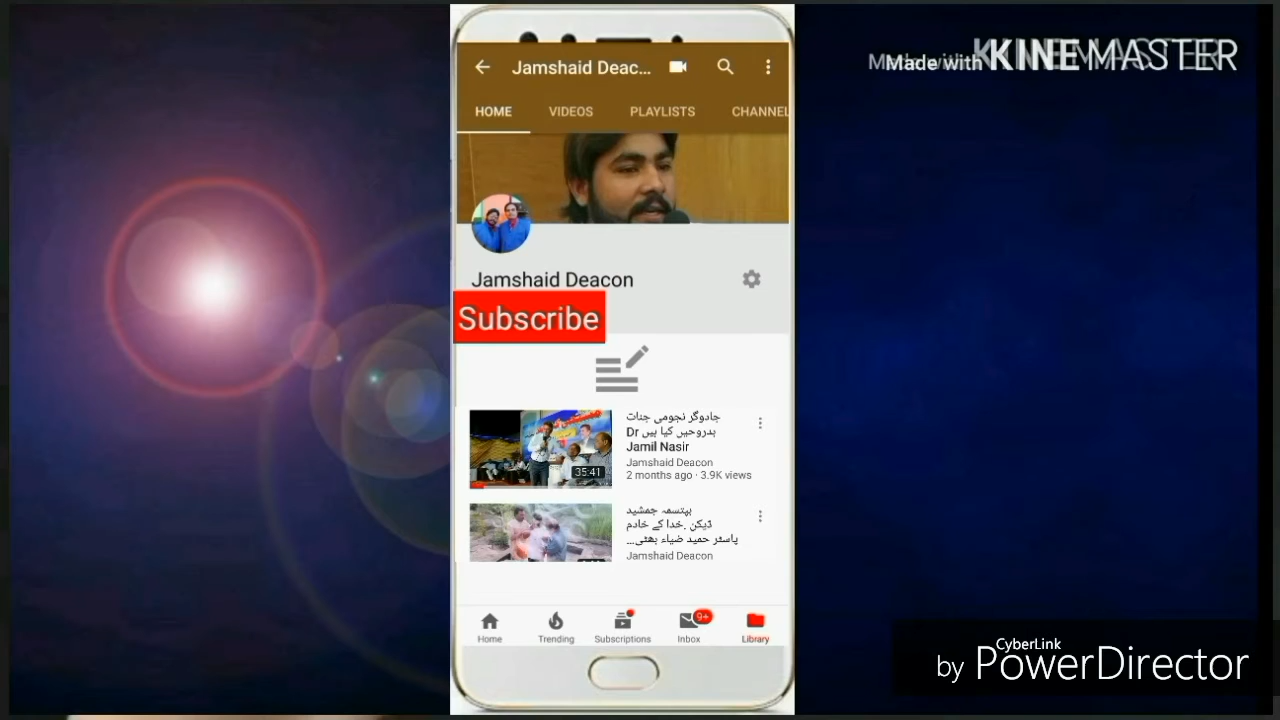 Made with KINEMASTER
Jamshaid Deac...
HOME VIDEOS PLAYLISTS CHANNEL
Jamshaid Deacon
Subscribe
جادوگر نجومی جنات
بدروحیں کیا ہیں Dr
Jamil Nasir
Jamshaid Deacon
2 months ago · 3.9K views
35:41
بپتسمہ جمشید
ڈیکن .خدا کے خادم
پاسٹر حمید ضیاء بھٹی...
Jamshaid Deacon
9+
Home Trending Subscriptions Inbox Library
CyberLink
by PowerDirector